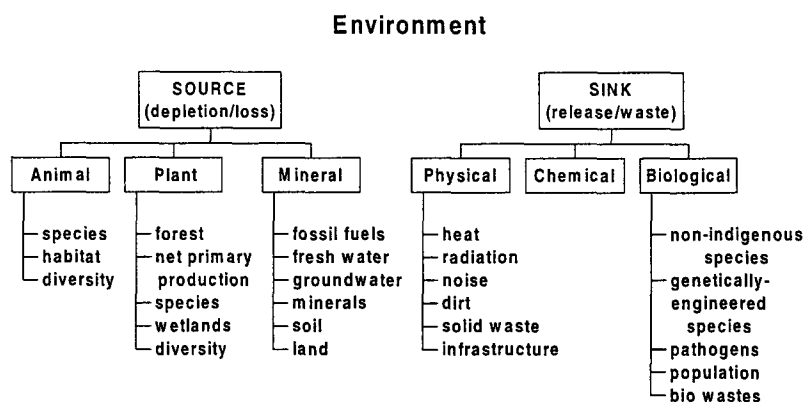 Environment
SOURCE
(depletion/loss)
SINK
(release/waste)
Animal
Plant
Mineral
Physical
Chemical
Biological
species
habitat
diversity
forest
net primary
production
species
wetlands
diversity
fossil fuels
fresh water
groundwater
minerals
soil
land
heat
radiation
noise
dirt
solid waste
infrastructure
non-indigenous
species
genetically-
engineered
species
pathogens
population
bio wastes